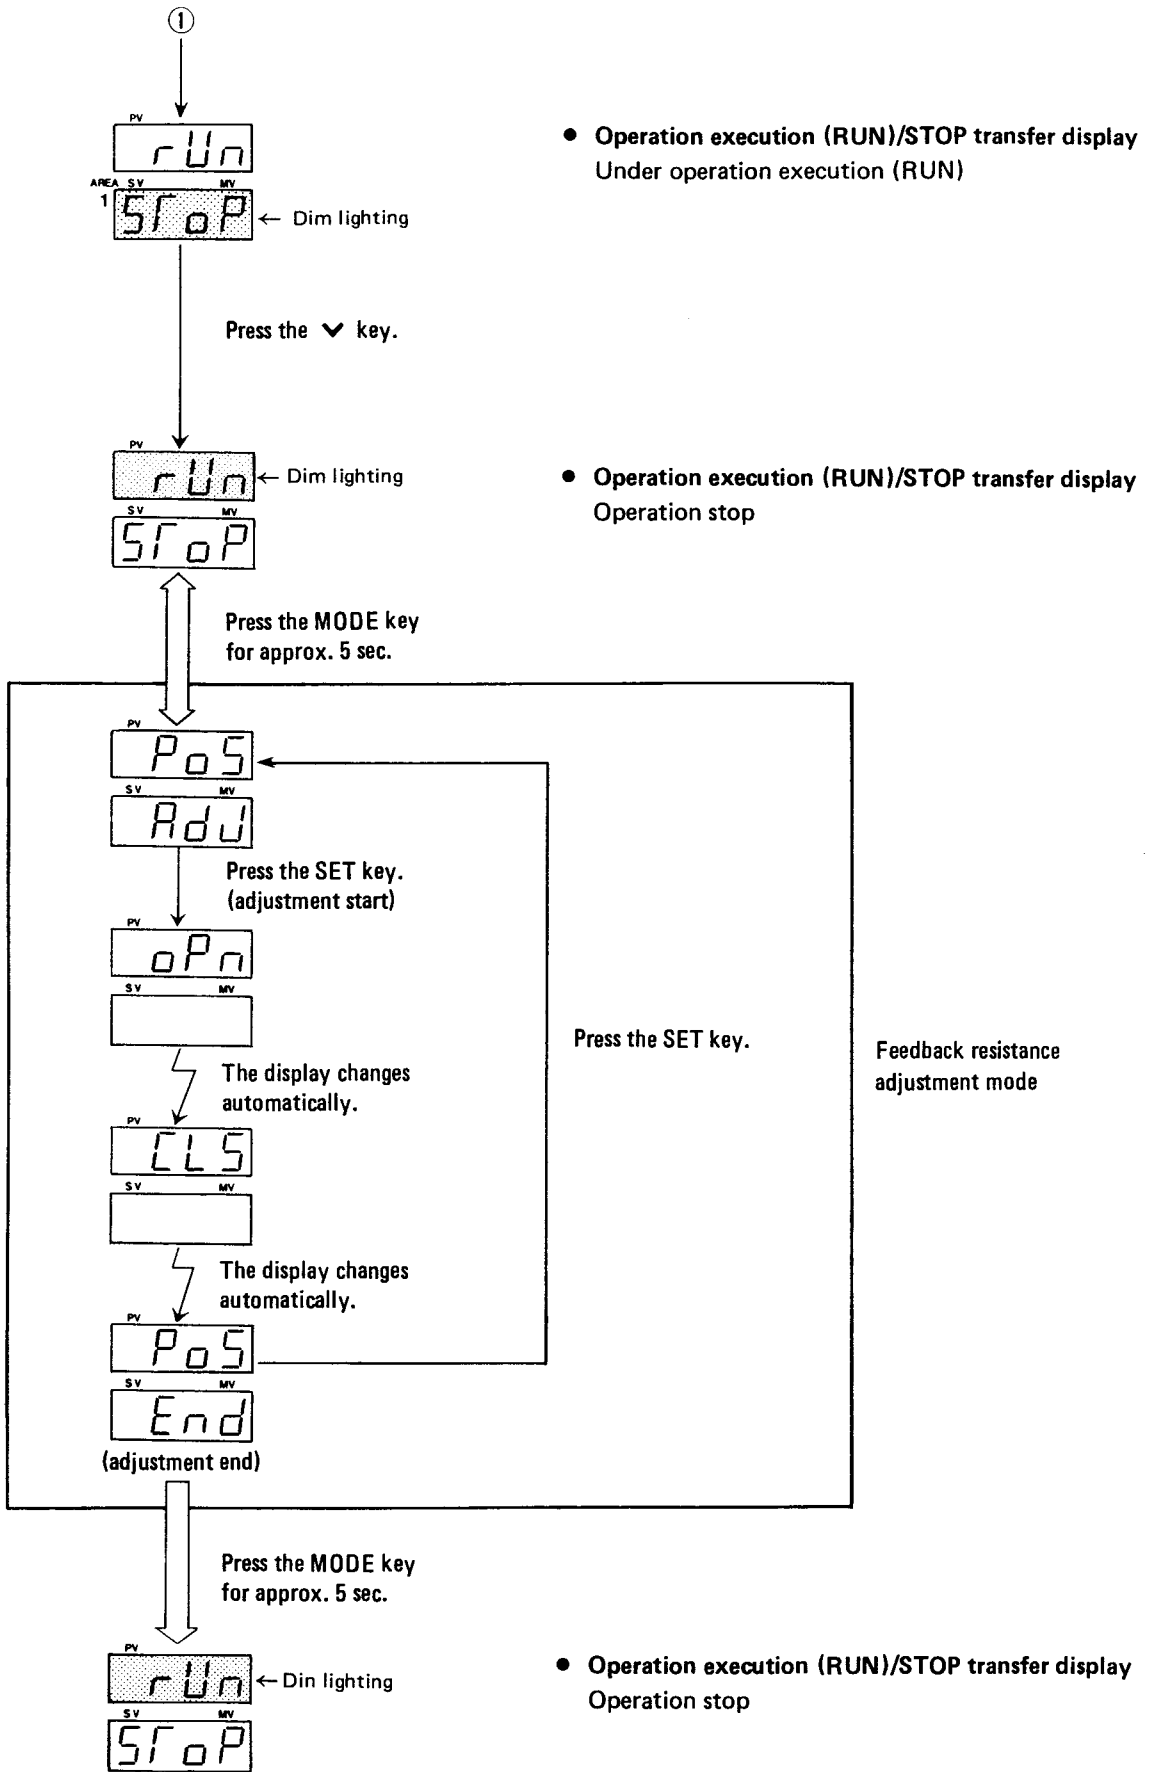 ①
PV
rUn
● Operation execution (RUN)/STOP transfer display
Under operation execution (RUN)
AREA SV MV
1 SToP ← Dim lighting
Press the ∨ key.
PV
rUn ← Dim lighting
● Operation execution (RUN)/STOP transfer display
Operation stop
SV MV
SToP
Press the MODE key
for approx. 5 sec.
PV
PoS
SV MV
AdJ
Press the SET key.
(adjustment start)
PV
oPn
SV MV
Press the SET key.
Feedback resistance
adjustment mode
The display changes
automatically.
PV
CLS
SV MV
The display changes
automatically.
PV
PoS
SV MV
End
(adjustment end)
Press the MODE key
for approx. 5 sec.
PV
rUn ← Din lighting
● Operation execution (RUN)/STOP transfer display
Operation stop
SV MV
SToP